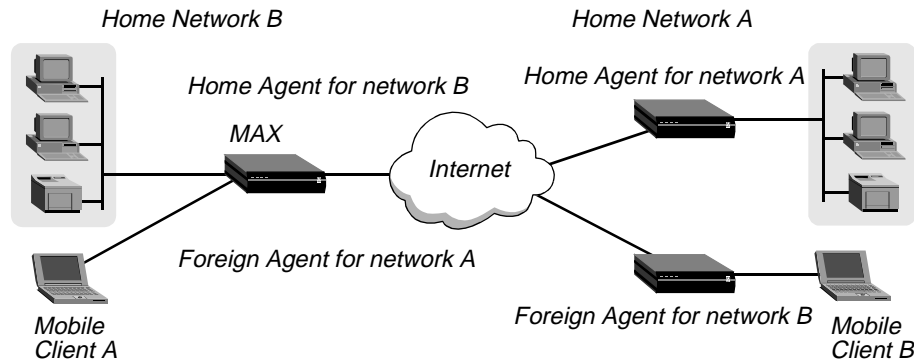 Home Network B
Home Network A
Home Agent for network B
Home Agent for network A
MAX
Internet
Foreign Agent for network A
Foreign Agent for network B
Mobile
Client A
Mobile
Client B